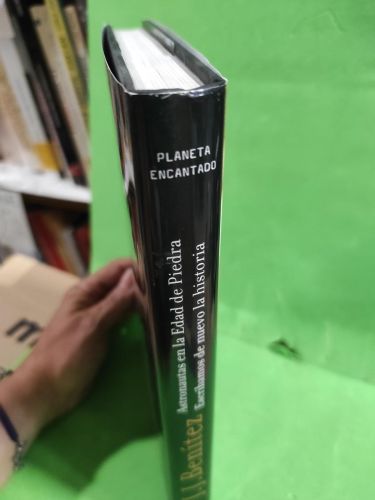 PLANETA
ENCANTADO
Astronautas en la Edad de Piedra
Escribamos de nuevo la historia
J.J. Benítez